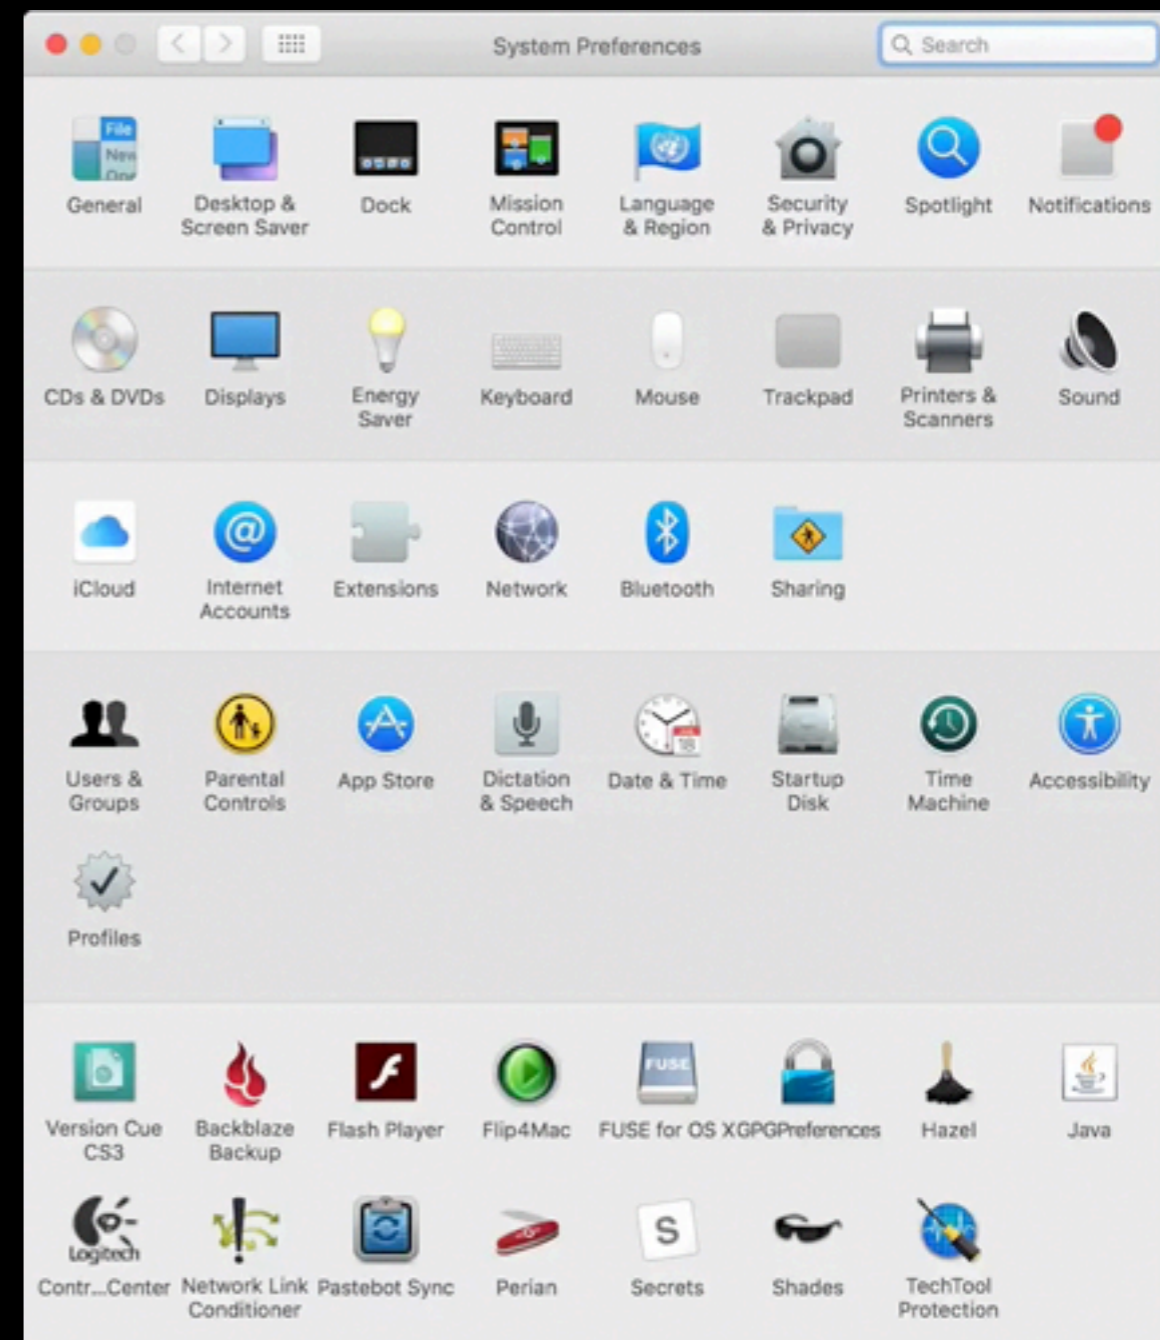 System Preferences
Search
File
New
General
Desktop &
Screen Saver
Dock
Mission
Control
Language
& Region
Security
& Privacy
Spotlight
Notifications
CDs & DVDs
Displays
Energy
Saver
Keyboard
Mouse
Trackpad
Printers &
Scanners
Sound
iCloud
@
Internet
Accounts
Extensions
Network
Bluetooth
Sharing
Users &
Groups
Parental
Controls
App Store
Dictation
& Speech
18
Date & Time
Startup
Disk
Time
Machine
Accessibility
Profiles
Version Cue
CS3
Backblaze
Backup
Flash Player
Flip4Mac
FUSE
FUSE for OS X
GPGPreferences
Hazel
Java
Logitech
Contr...Center
Network Link
Conditioner
Pastebot Sync
Perian
S
Secrets
Shades
TechTool
Protection